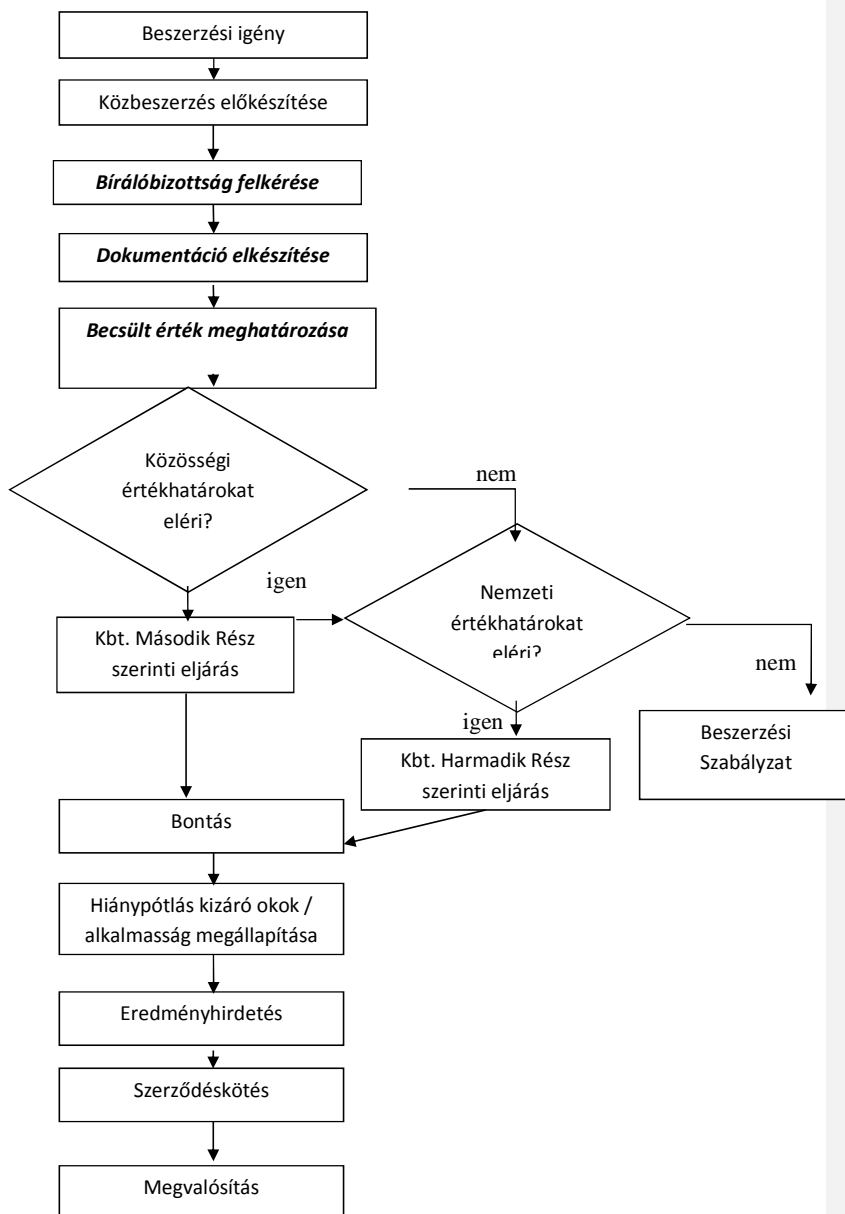 Beszerzési igény
Közbeszerzés előkészítése
Bírálóbizottság felkérése
Dokumentáció elkészítése
Becsült érték meghatározása
Közösségi
értékhatárokat
eléri?
nem
igen
Nemzeti
értékhatárokat
eléri?
Kbt. Második Rész
szerinti eljárás
nem
igen
Beszerzési
Szabályzat
Kbt. Harmadik Rész
szerinti eljárás
Bontás
Hiánypótlás kizáró okok /
alkalmasság megállapítása
Eredményhirdetés
Szerződéskötés
Megvalósítás